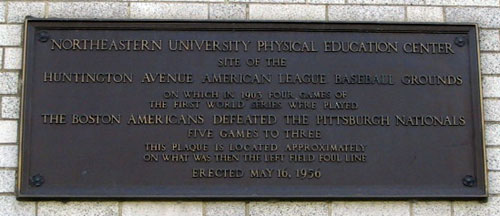 NORTHEASTERN UNIVERSITY PHYSICAL EDUCATION CENTER
SITE OF THE
HUNTINGTON AVENUE AMERICAN LEAGUE BASEBALL GROUNDS
ON WHICH IN 1903 FOUR GAMES OF
THE FIRST WORLD SERIES WERE PLAYED
THE BOSTON AMERICANS DEFEATED THE PITTSBURGH NATIONALS
FIVE GAMES TO THREE
THIS PLAQUE IS LOCATED APPROXIMATELY
ON WHAT WAS THEN THE LEFT FIELD FOUL LINE
ERECTED MAY 16, 1956